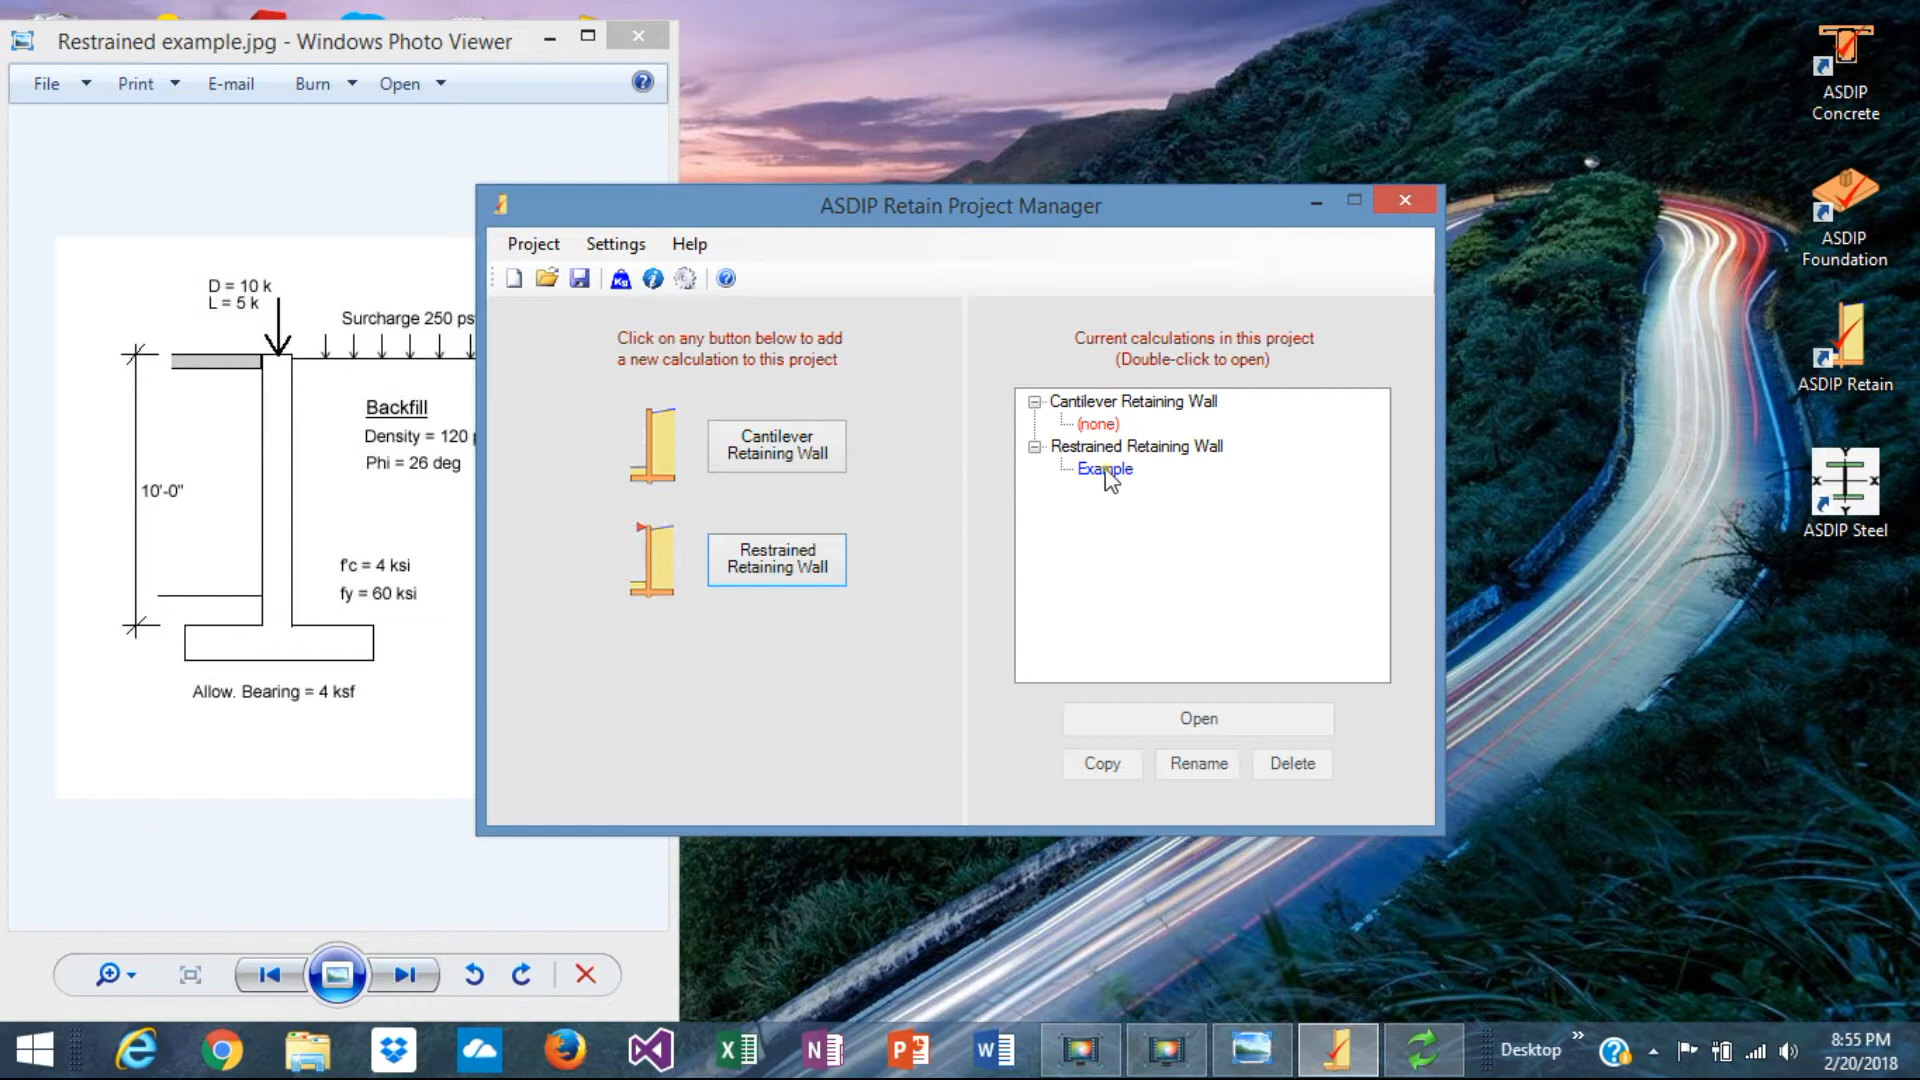 Restrained example.jpg - Windows Photo Viewer
File
Print
E-mail
Burn
Open
D = 10 k
L = 5 k
Surcharge 250
Backfill
Density = 120
Phi = 26 deg
10'-0"
f'c = 4 ksi
fy = 60 ksi
Allow. Bearing = 4 ksf
ASDIP Retain Project Manager
Project
Settings
Help
Kg
Click on any button below to add
a new calculation to this project
Cantilever
Retaining Wall
Restrained
Retaining Wall
Current calculations in this project
(Double-click to open)
Cantilever Retaining Wall
(none)
Restrained Retaining Wall
Example
Open
Copy
Rename
Delete
ASDIP
Concrete
ASDIP
Foundation
ASDIP Retain
ASDIP Steel
Desktop
8:55 PM
2/20/2018